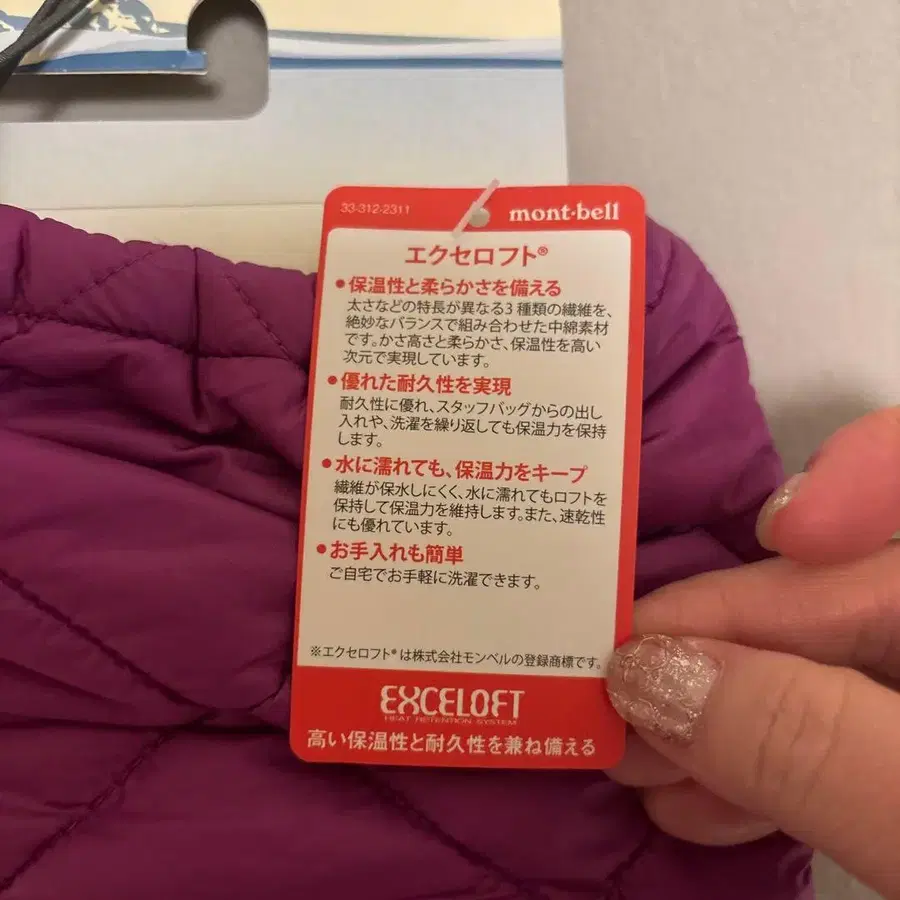 33-312-2311
mont-bell
エクセロフト®
●保温性と柔らかさを備える
太さなどの特長が異なる3種類の繊維を、
絶妙なバランスで組み合わせた中綿素材
です。かさ高さと柔らかさ、保温性を高い
次元で実現しています。
●優れた耐久性を実現
耐久性に優れ、スタッフバッグからの出し
入れや、洗濯を繰り返しても保温力を保持
します。
●水に濡れても、保温力をキープ
繊維が保水しにくく、水に濡れてもロフトを
保持して保温力を維持します。また、速乾性
にも優れています。
●お手入れも簡単
ご自宅でお手軽に洗濯できます。
※エクセロフト®は株式会社モンベルの登録商標です。
EXCELOFT
HEAT RETENTION SYSTEM
高い保温性と耐久性を兼ね備える